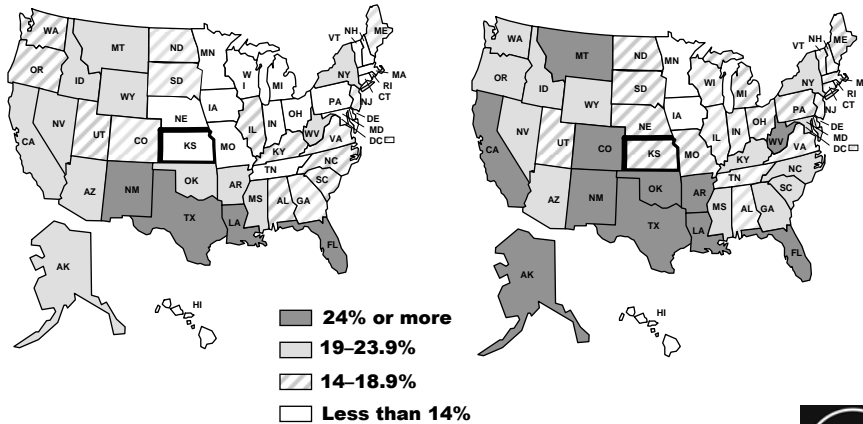 WA
MT
ND
MN
VT
NH
ME
OR
ID
SD
W
I
MI
NY
MA
RI
CT
WY
IA
PA
NJ
NV
NE
OH
DE
MD
DC
CA
UT
CO
KS
MO
IL
IN
WV
VA
KY
NC
TN
AZ
NM
OK
AR
SC
MS
AL
GA
TX
LA
FL
AK
HI
WA
MT
ND
MN
VT
NH
ME
OR
ID
SD
WI
MI
NY
RI
CT
WY
IA
PA
NJ
NV
NE
OH
DE
MD
DC
CA
UT
CO
KS
MO
IL
IN
WV
VA
KY
NC
TN
AZ
NM
OK
AR
SC
MS
AL
GA
TX
LA
FL
AK
HI
24% or more
19–23.9%
14–18.9%
Less than 14%